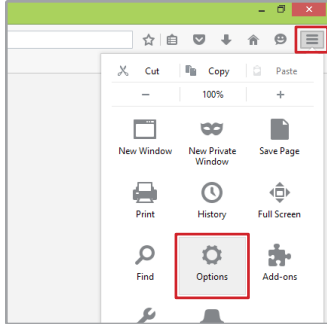 Cut Copy Paste
− 100% +
New Window New Private Save Page
Window
Print History Full Screen
Find Options Add-ons